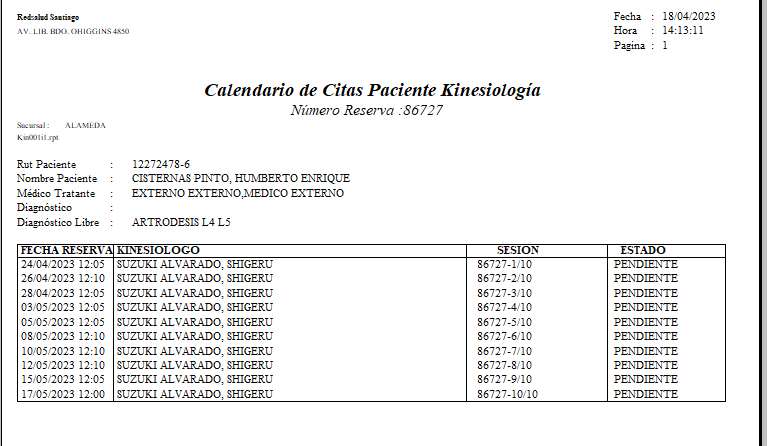 Redsalud Santiago
AV. LIB. BDO. OHIGGINS 4850
Fecha : 18/04/2023
Hora : 14:13:11
Pagina : 1
Calendario de Citas Paciente Kinesiología
Número Reserva :86727
Sucursal : ALAMEDA
Kin001i1.rpt
Rut Paciente : 12272478-6
Nombre Paciente : CISTERNAS PINTO, HUMBERTO ENRIQUE
Médico Tratante : EXTERNO EXTERNO,MEDICO EXTERNO
Diagnóstico :
Diagnóstico Libre : ARTRODESIS L4 L5
FECHA RESERVA KINESIOLOGO SESION ESTADO
24/04/2023 12:05 SUZUKI ALVARADO, SHIGERU 86727-1/10 PENDIENTE
26/04/2023 12:10 SUZUKI ALVARADO, SHIGERU 86727-2/10 PENDIENTE
28/04/2023 12:05 SUZUKI ALVARADO, SHIGERU 86727-3/10 PENDIENTE
03/05/2023 12:05 SUZUKI ALVARADO, SHIGERU 86727-4/10 PENDIENTE
05/05/2023 12:05 SUZUKI ALVARADO, SHIGERU 86727-5/10 PENDIENTE
08/05/2023 12:10 SUZUKI ALVARADO, SHIGERU 86727-6/10 PENDIENTE
10/05/2023 12:10 SUZUKI ALVARADO, SHIGERU 86727-7/10 PENDIENTE
12/05/2023 12:10 SUZUKI ALVARADO, SHIGERU 86727-8/10 PENDIENTE
15/05/2023 12:05 SUZUKI ALVARADO, SHIGERU 86727-9/10 PENDIENTE
17/05/2023 12:00 SUZUKI ALVARADO, SHIGERU 86727-10/10 PENDIENTE